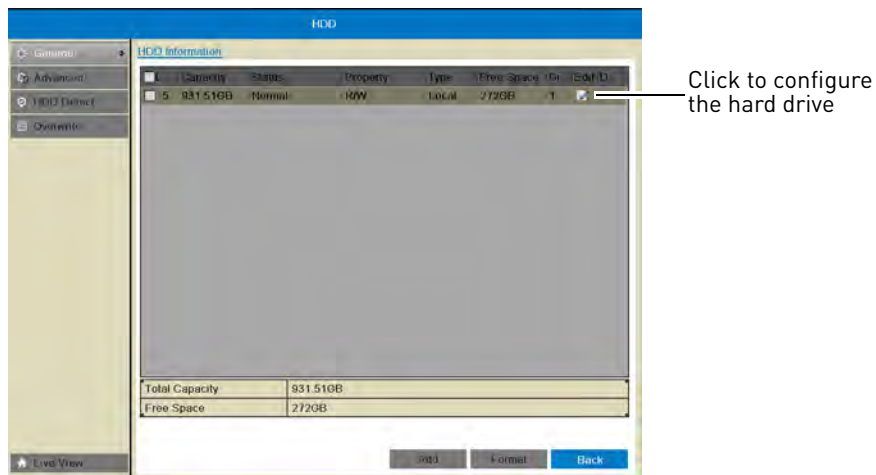 HDD
General
HDD Information
Advanced
HDD Detect
Overwrite
L Capacity Status Property Type Free Space Gr Edit D
5 931.51GB Normal R/W Local 272GB 1
Click to configure
the hard drive
Total Capacity 931.51GB
Free Space 272GB
Live View
Add Format Back